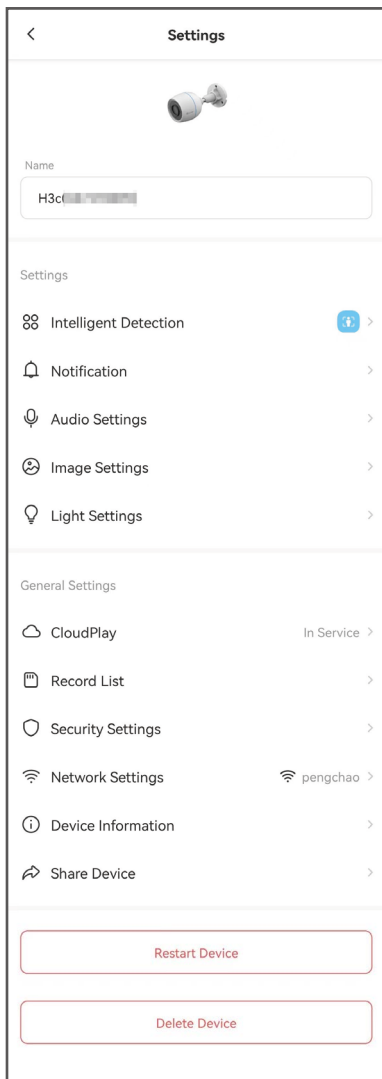 Settings
Name
H3c
Settings
Intelligent Detection
Notification
Audio Settings
Image Settings
Light Settings
General Settings
CloudPlay In Service
Record List
Security Settings
Network Settings pengchao
Device Information
Share Device
Restart Device
Delete Device